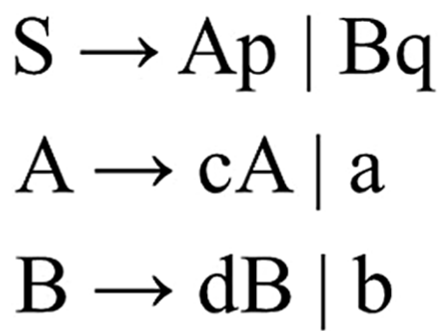 S → Ap | Bq
A → cA | a
B → dB | b